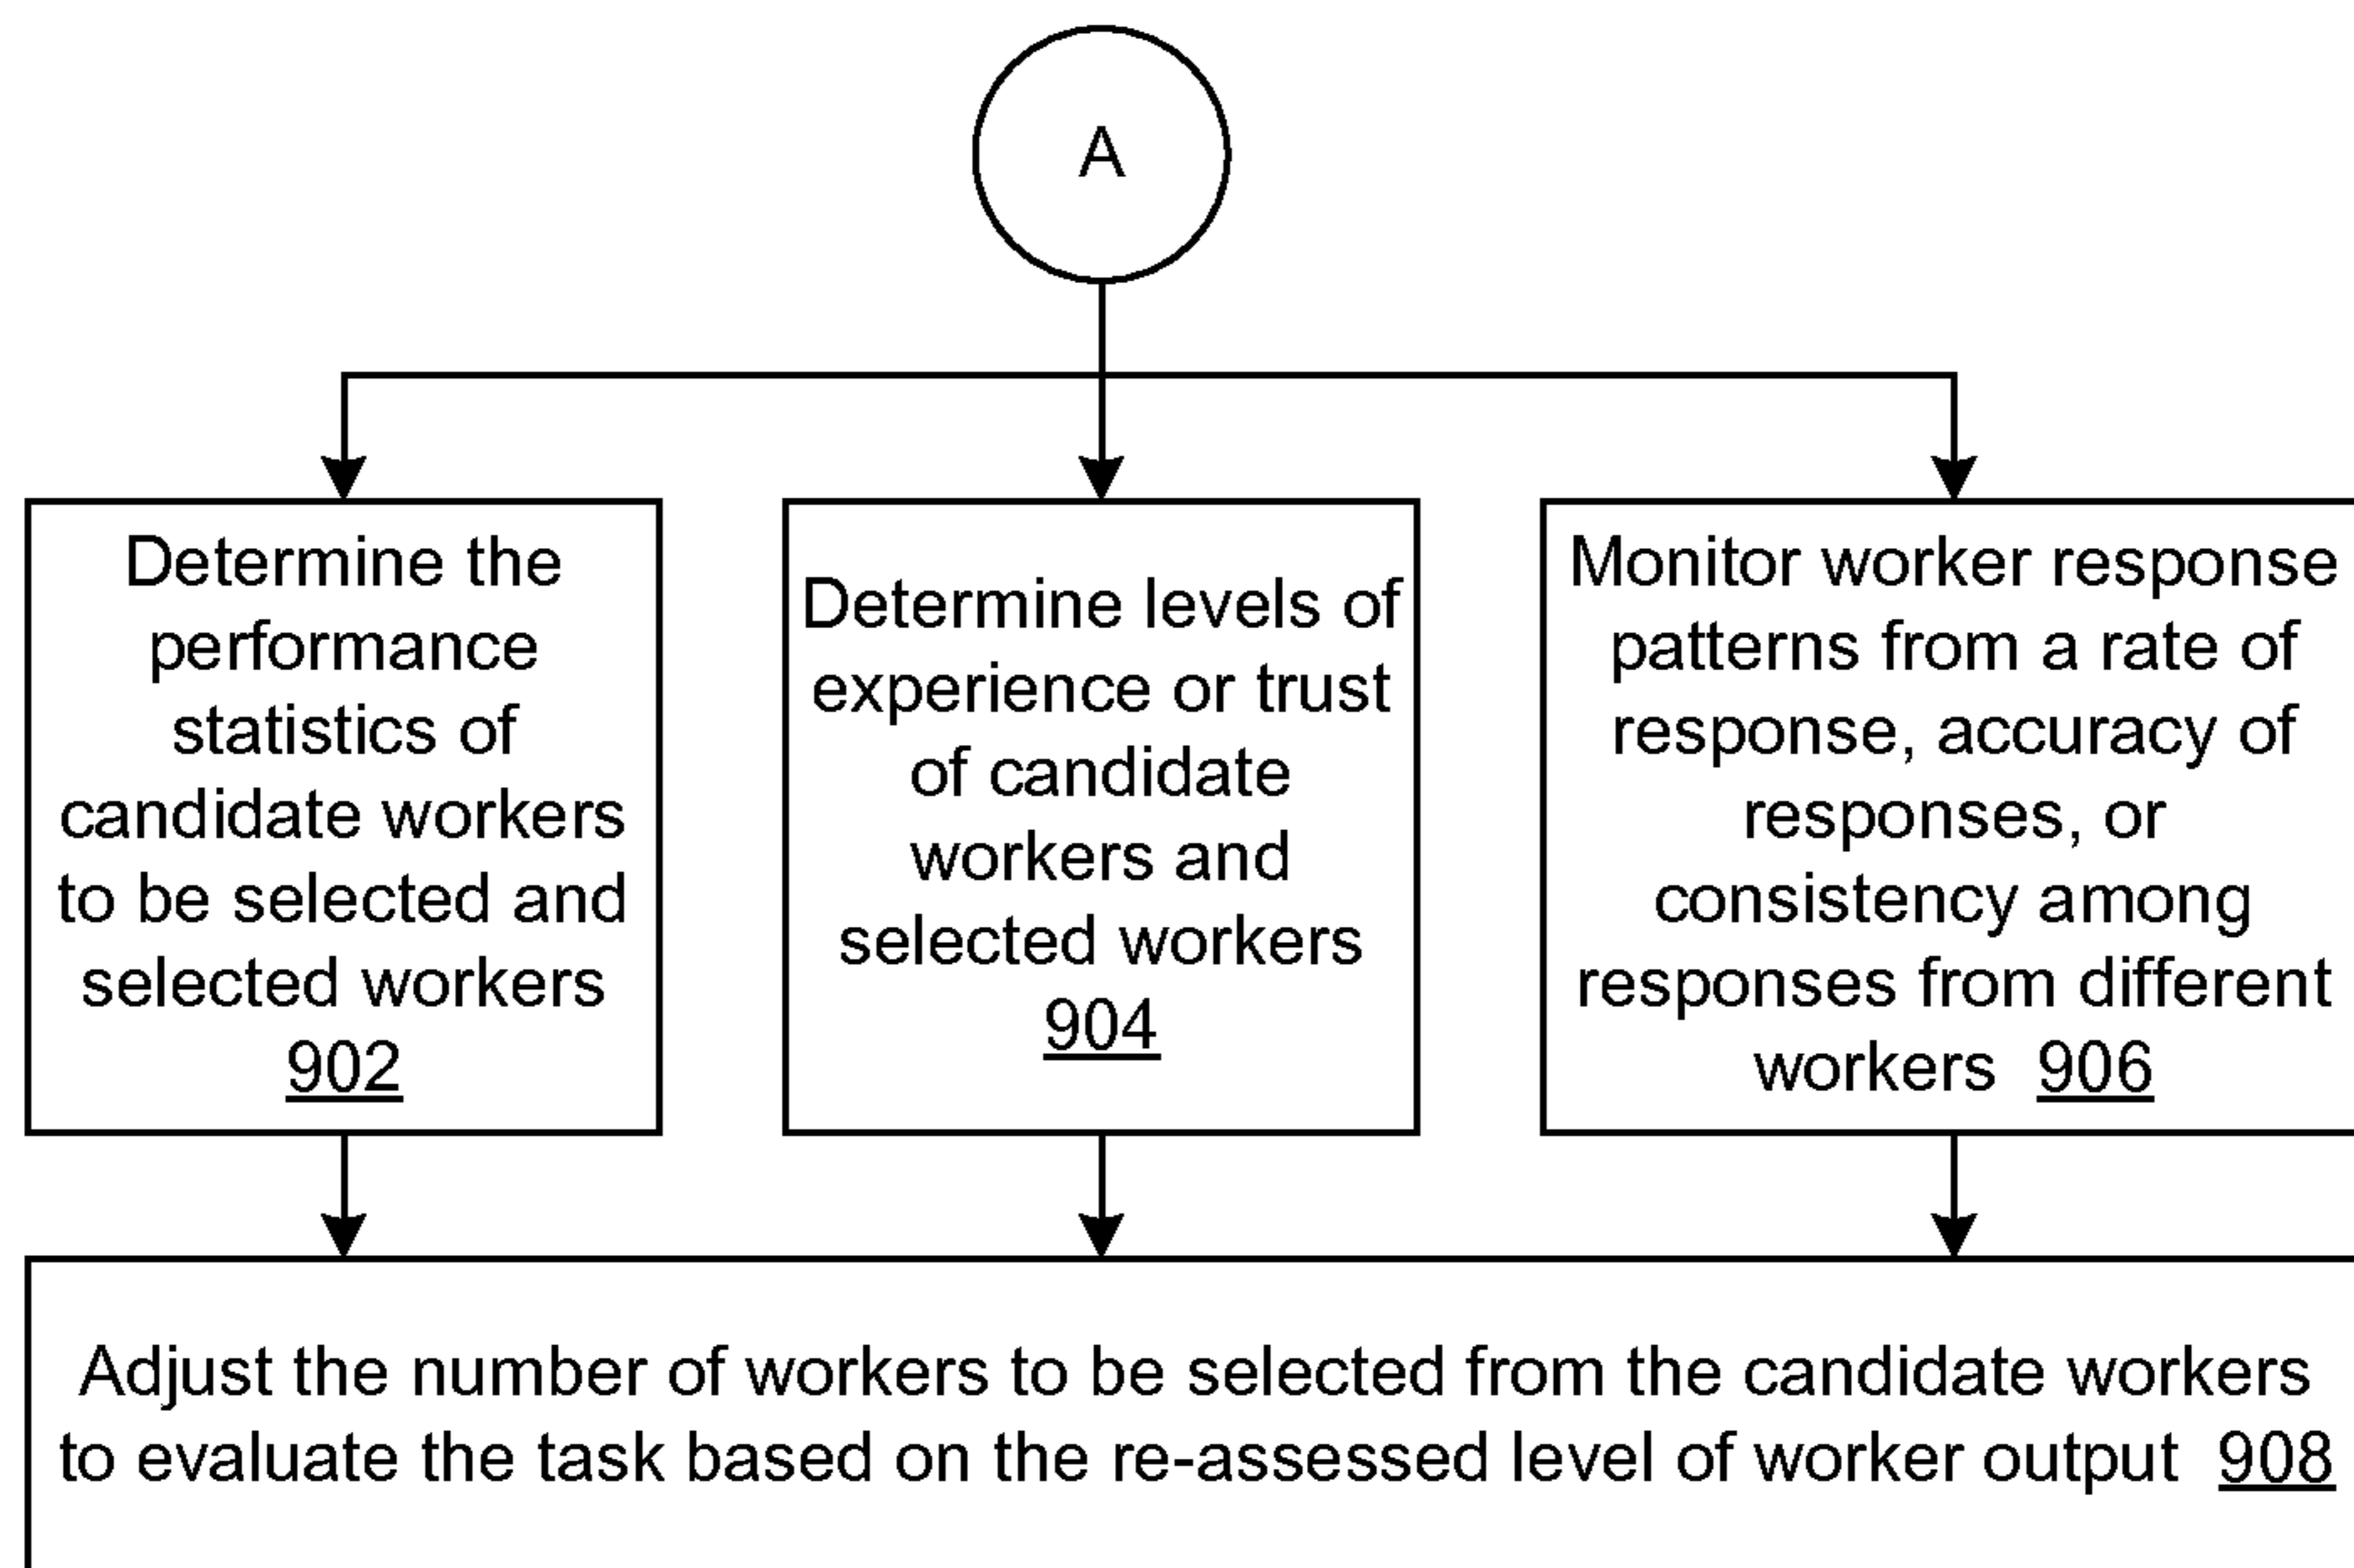 A
Determine the
performance
statistics of
candidate workers
to be selected and
selected workers
902
Determine levels of
experience or trust
of candidate
workers and
selected workers
904
Monitor worker response
patterns from a rate of
response, accuracy of
responses, or
consistency among
responses from different
workers 906
Adjust the number of workers to be selected from the candidate workers
to evaluate the task based on the re-assessed level of worker output 908